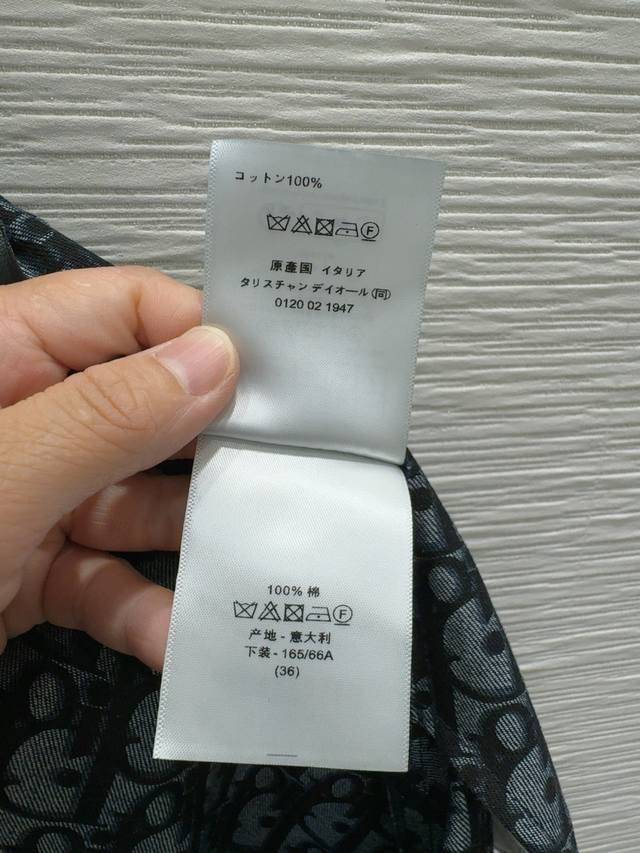 コットン100%
F
原産国 イタリア
タリスチャン デイオール(同)
0120 02 1947
100% 棉
F
产地 - 意大利
下装 - 165/66A
(36)